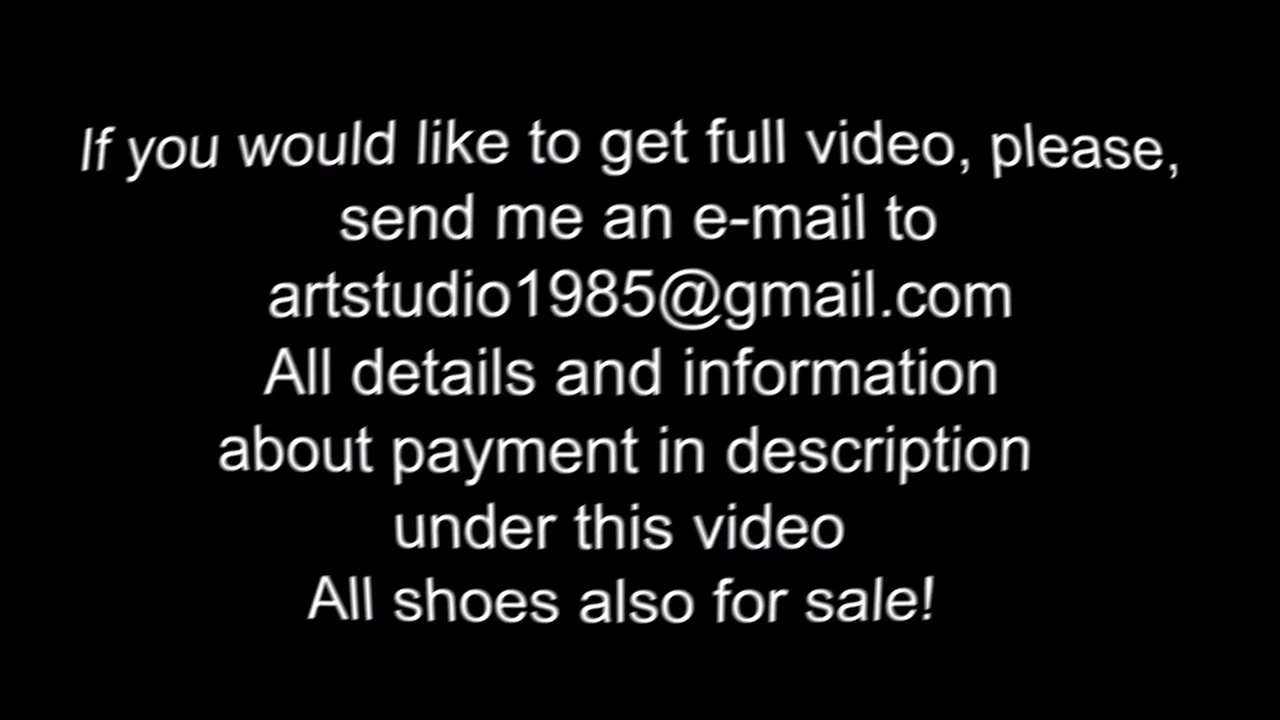 If you would like to get full video, please,
send me an e-mail to
artstudio1985@gmail.com
All details and information
about payment in description
under this video
All shoes also for sale!